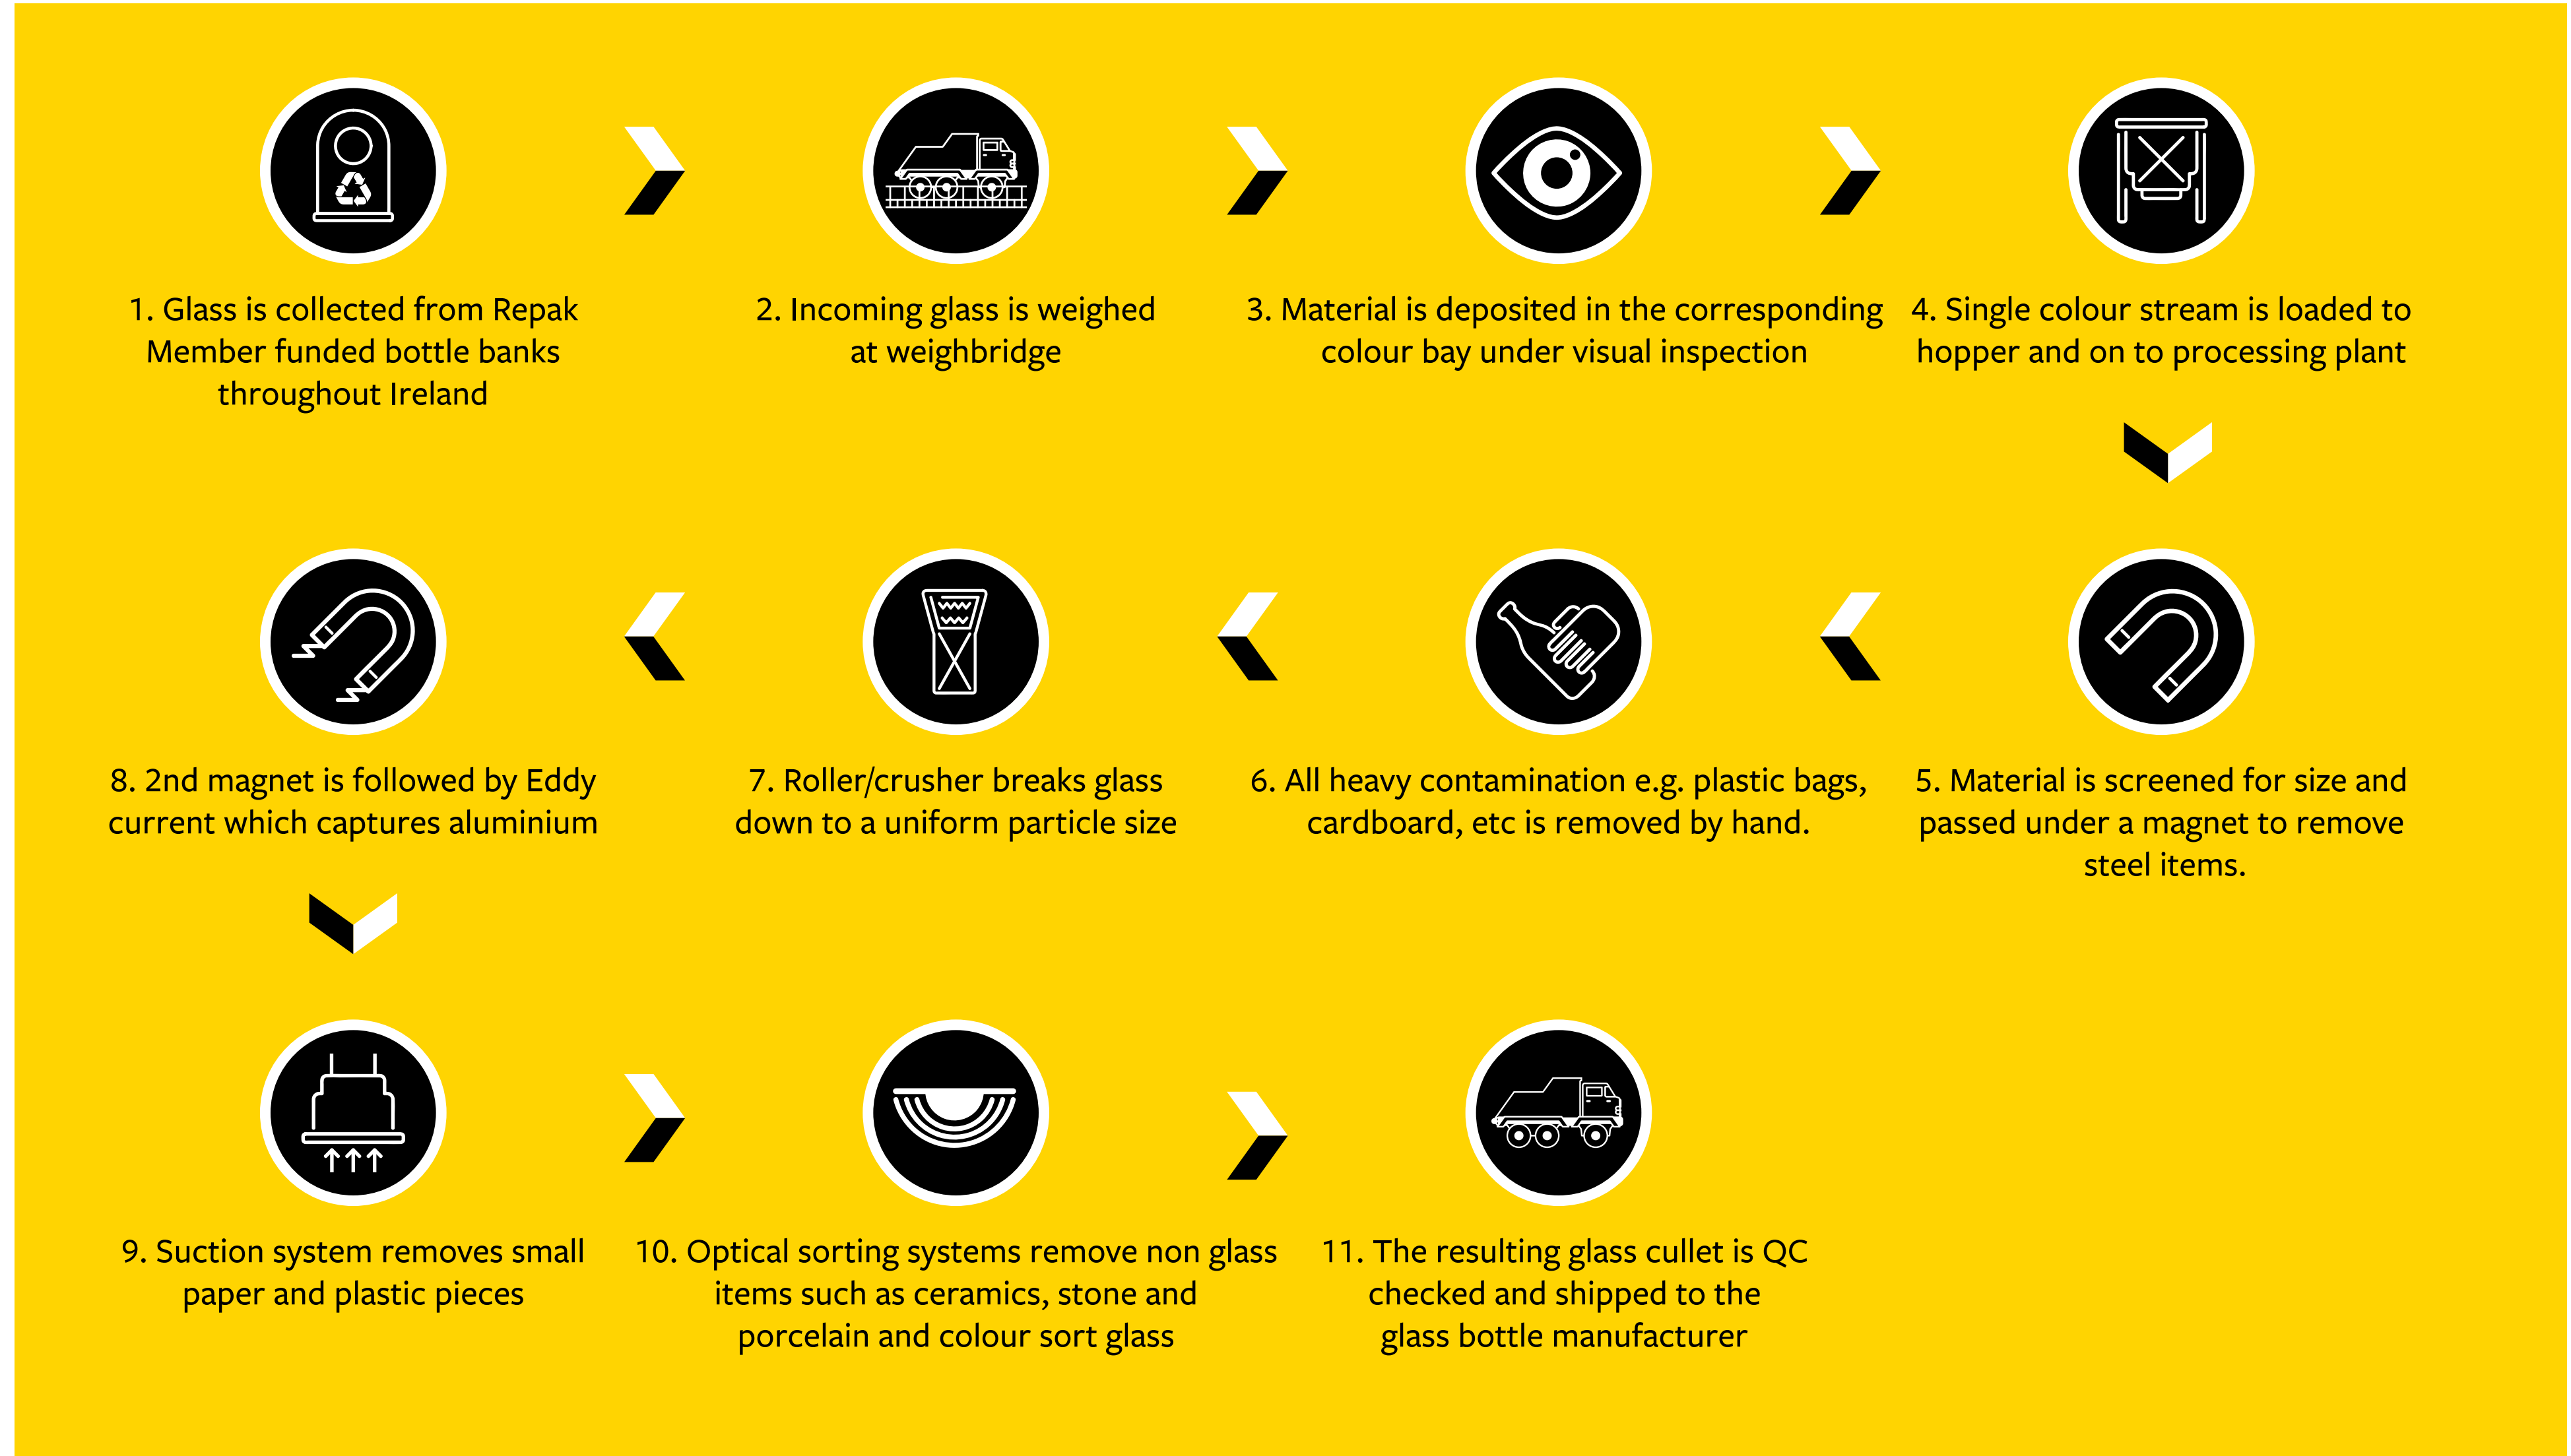 1. Glass is collected from Repak
Member funded bottle banks
throughout Ireland
2. Incoming glass is weighed
at weighbridge
3. Material is deposited in the corresponding
colour bay under visual inspection
4. Single colour stream is loaded to
hopper and on to processing plant
5. Material is screened for size and
passed under a magnet to remove
steel items.
6. All heavy contamination e.g. plastic bags,
cardboard, etc is removed by hand.
7. Roller/crusher breaks glass
down to a uniform particle size
8. 2nd magnet is followed by Eddy
current which captures aluminium
9. Suction system removes small
paper and plastic pieces
10. Optical sorting systems remove non glass
items such as ceramics, stone and
porcelain and colour sort glass
11. The resulting glass cullet is QC
checked and shipped to the
glass bottle manufacturer